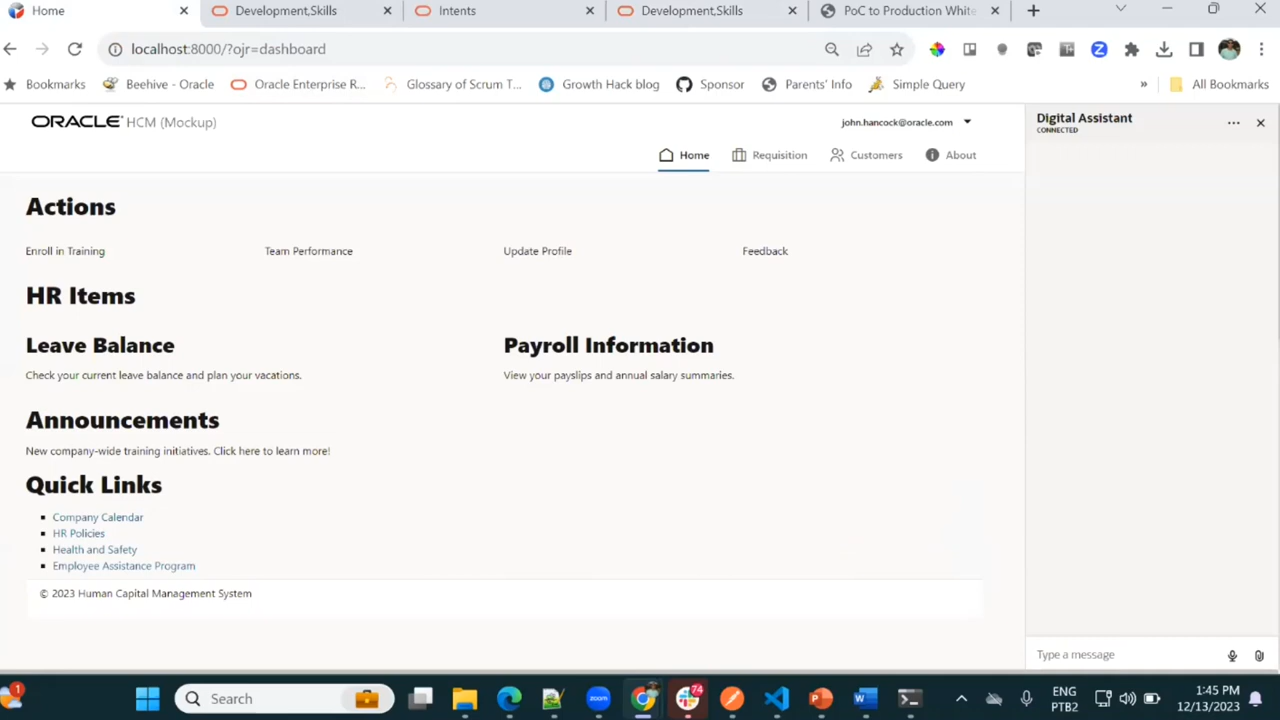 Home
Development,Skills
Intents
Development,Skills
PoC to Production White
localhost:8000/?ojr=dashboard
Bookmarks
Beehive - Oracle
Oracle Enterprise R...
Glossary of Scrum T...
Growth Hack blog
Sponsor
Parents' Info
Simple Query
»
All Bookmarks
ORACLE HCM (Mockup)
john.hancock@oracle.com
Home
Requisition
Customers
About
Digital Assistant
CONNECTED
Actions
Enroll in Training
Team Performance
Update Profile
Feedback
HR Items
Leave Balance
Check your current leave balance and plan your vacations.
Payroll Information
View your payslips and annual salary summaries.
Announcements
New company-wide training initiatives. Click here to learn more!
Quick Links
Company Calendar
HR Policies
Health and Safety
Employee Assistance Program
© 2023 Human Capital Management System
Type a message
1
Search
zoom
74
ENG
PTB2
1:45 PM
12/13/2023